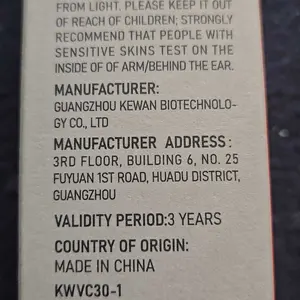 FROM LIGHT. PLEASE KEEP IT OUT
OF REACH OF CHILDREN; STRONGLY
RECOMMEND THAT PEOPLE WITH
SENSITIVE SKINS TEST ON THE
INSIDE OF OF ARM/BEHIND THE EAR.
MANUFACTURER:
GUANGZHOU KEWAN BIOTECHNOLO-
GY CO., LTD
MANUFACTURER ADDRESS:
3RD FLOOR, BUILDING 6, NO. 25
FUYUAN 1ST ROAD, HUADU DISTRICT,
GUANGZHOU
VALIDITY PERIOD:3 YEARS
COUNTRY OF ORIGIN:
MADE IN CHINA
KWVC30-1